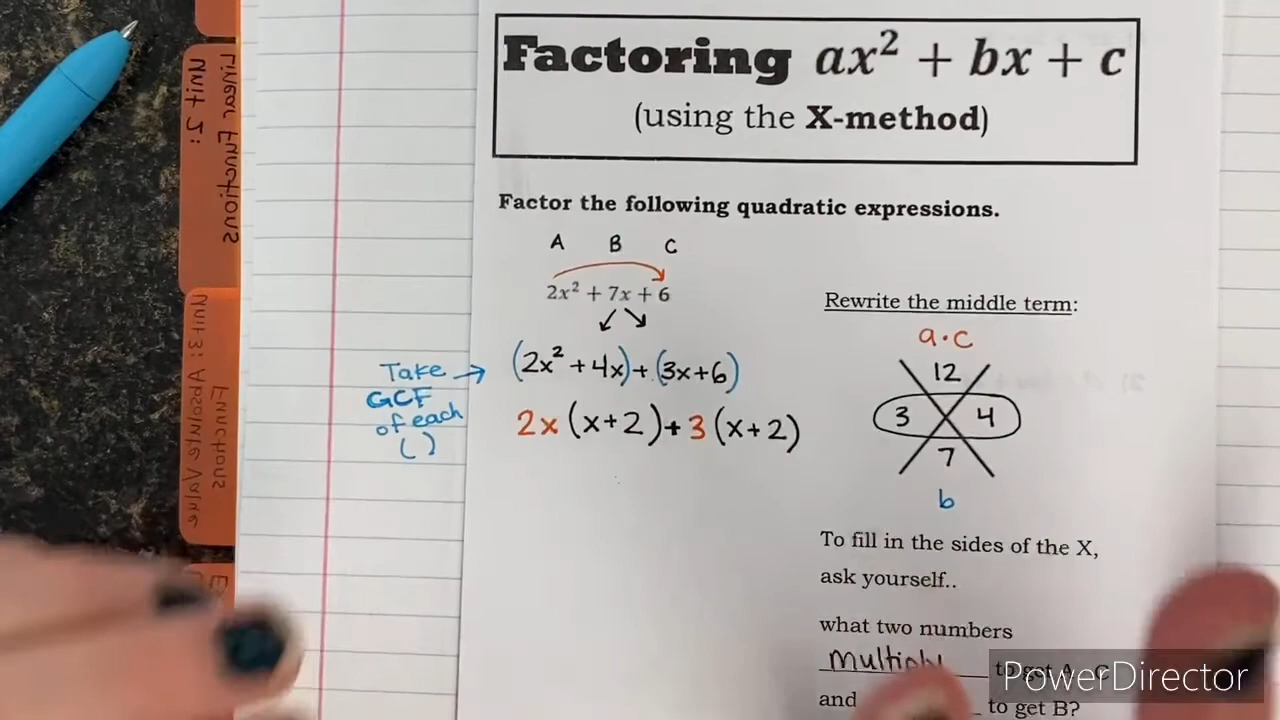 Factoring ax² + bx + c
(using the X-method)
Factor the following quadratic expressions.
A B C
2x² + 7x + 6
(2x² + 4x) + (3x + 6)
Take →
GCF
of each
( )
2x (x + 2) + 3 (x + 2)
Rewrite the middle term:
a · c
12
3 4
7
b
To fill in the sides of the X,
ask yourself..
what two numbers
multiply to get A
and to get B?
Unit 2:
Linear Functions
Unit 3: Absolute Value
Functions
PowerDirector